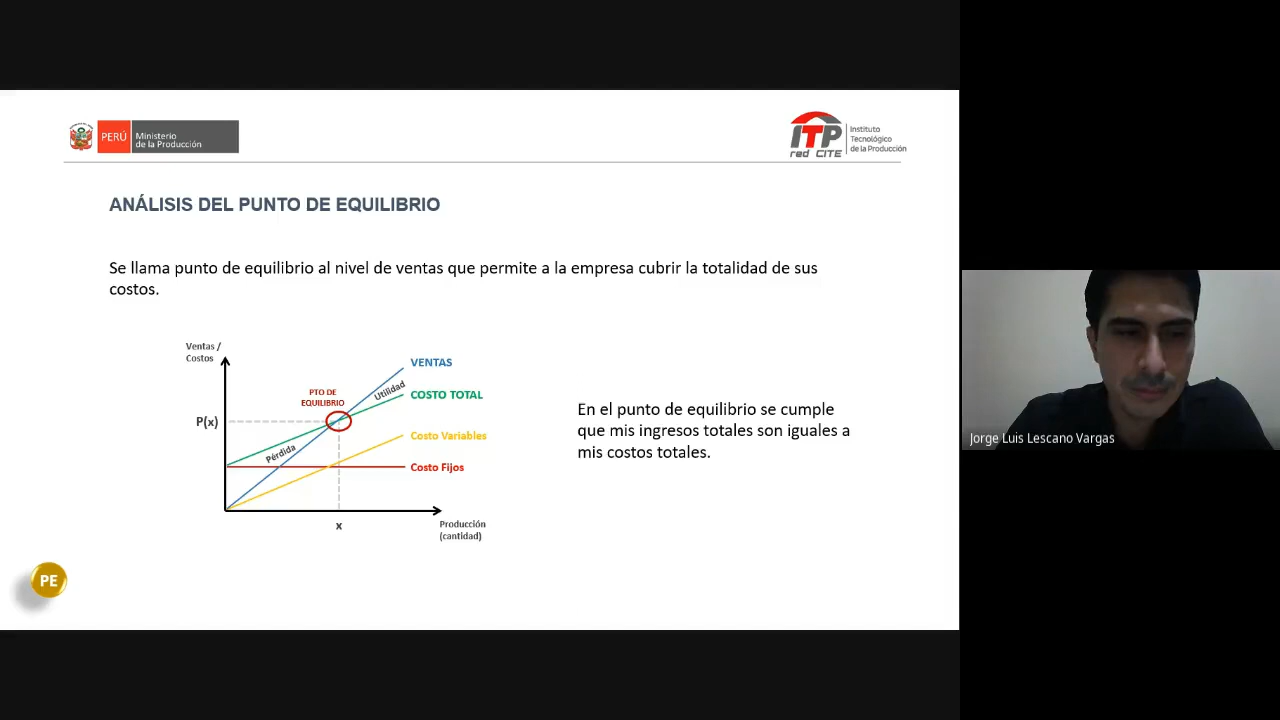 PERÚ
Ministerio
de la Producción
ITP
red CITE
Instituto
Tecnológico
de la Producción
ANÁLISIS DEL PUNTO DE EQUILIBRIO
Se llama punto de equilibrio al nivel de ventas que permite a la empresa cubrir la totalidad de sus
costos.
Ventas /
Costos
VENTAS
Utilidad
COSTO TOTAL
PTO DE
EQUILIBRIO
P(x)
Costo Variables
Pérdida
Costo Fijos
x
Producción
(cantidad)
En el punto de equilibrio se cumple
que mis ingresos totales son iguales a
mis costos totales.
PE
Jorge Luis Lescano Vargas